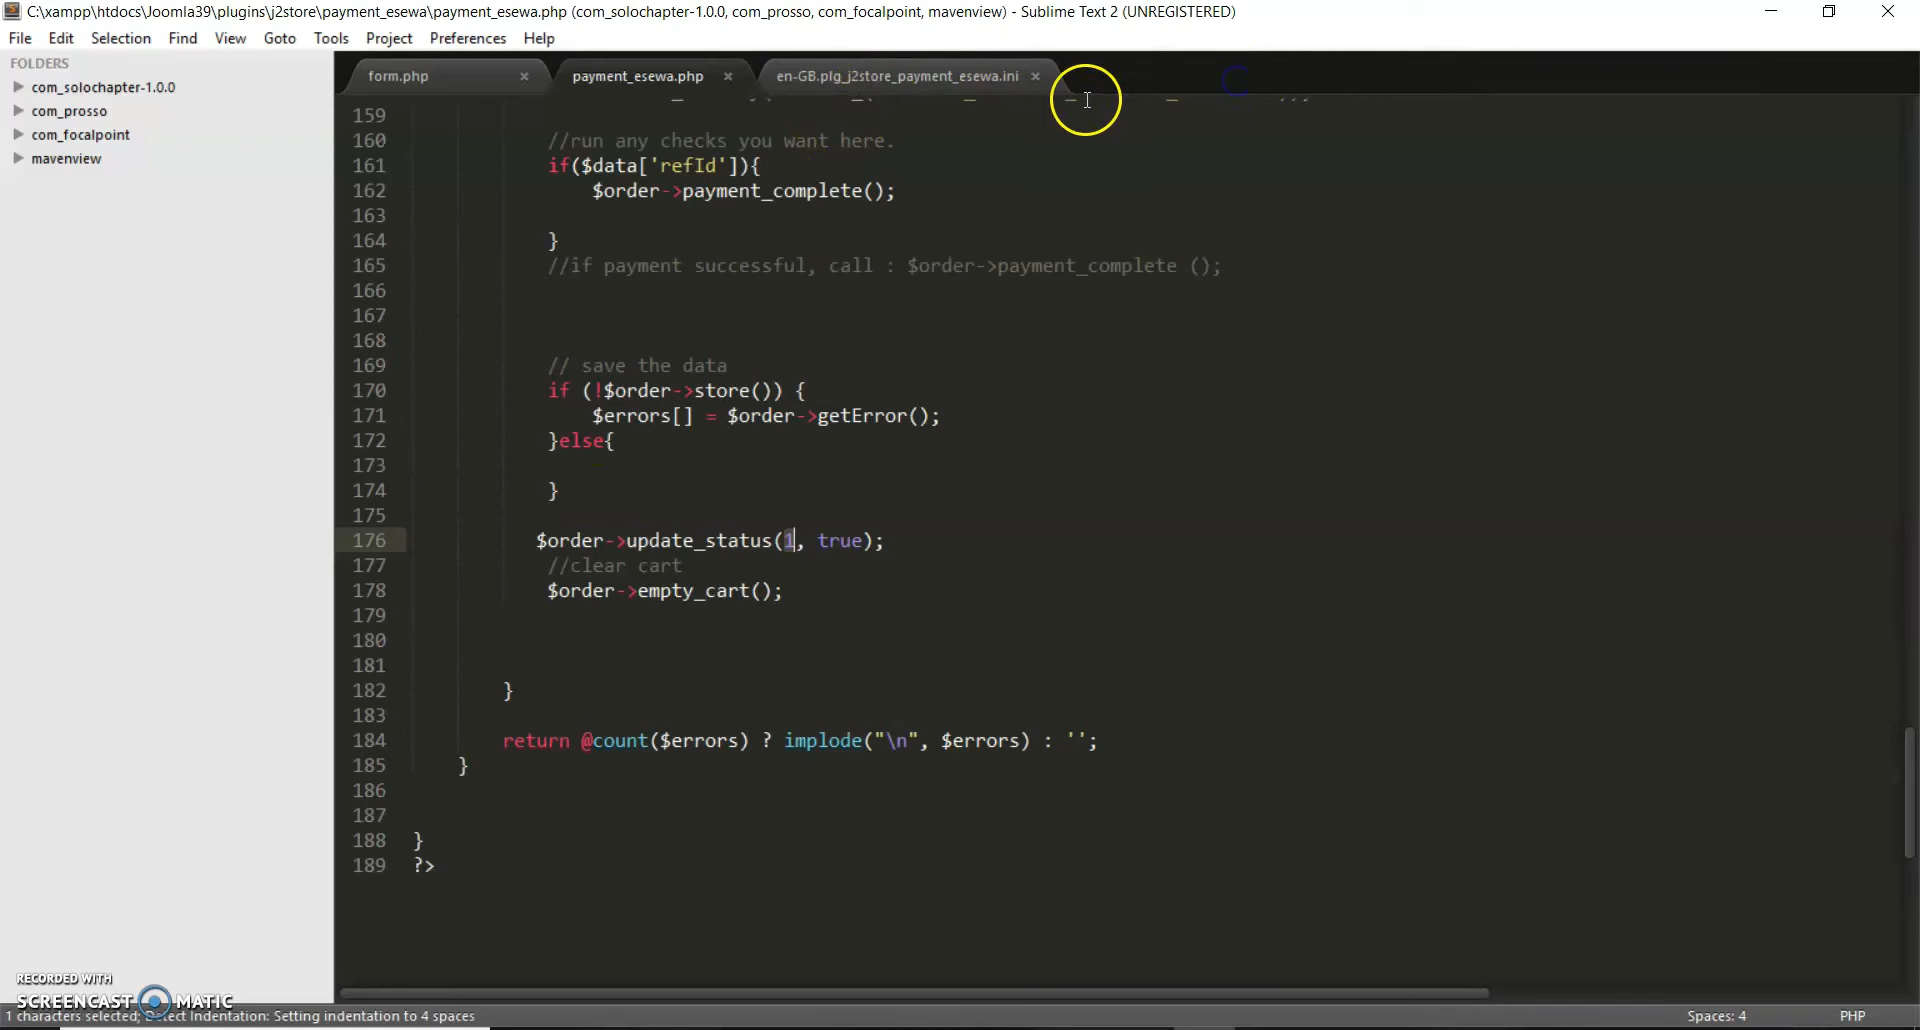 C:\xampp\htdocs\Joomla39\plugins\j2store\payment_esewa\payment_esewa.php (com_solochapter-1.0.0, com_prosso, com_focalpoint, mavenview) - Sublime Text 2 (UNREGISTERED)
File Edit Selection Find View Goto Tools Project Preferences Help
FOLDERS
com_solochapter-1.0.0
com_prosso
com_focalpoint
mavenview
form.php × payment_esewa.php × en-GB.plg_j2store_payment_esewa.ini ×
159
160 //run any checks you want here.
161 if($data['refId']){
162 $order->payment_complete();
163
164 }
165 //if payment successful, call : $order->payment_complete ();
166
167
168
169 // save the data
170 if (!$order->store()) {
171 $errors[] = $order->getError();
172 }else{
173
174 }
175
176 $order->update_status(1, true);
177 //clear cart
178 $order->empty_cart();
179
180
181
182 }
183
184 return @count($errors) ? implode("\n", $errors) : '';
185 }
186
187
188 }
189 ?>
RECORDED WITH
SCREENCAST MATIC
1 characters selected; Detect Indentation: Setting indentation to 4 spaces
Spaces: 4 PHP